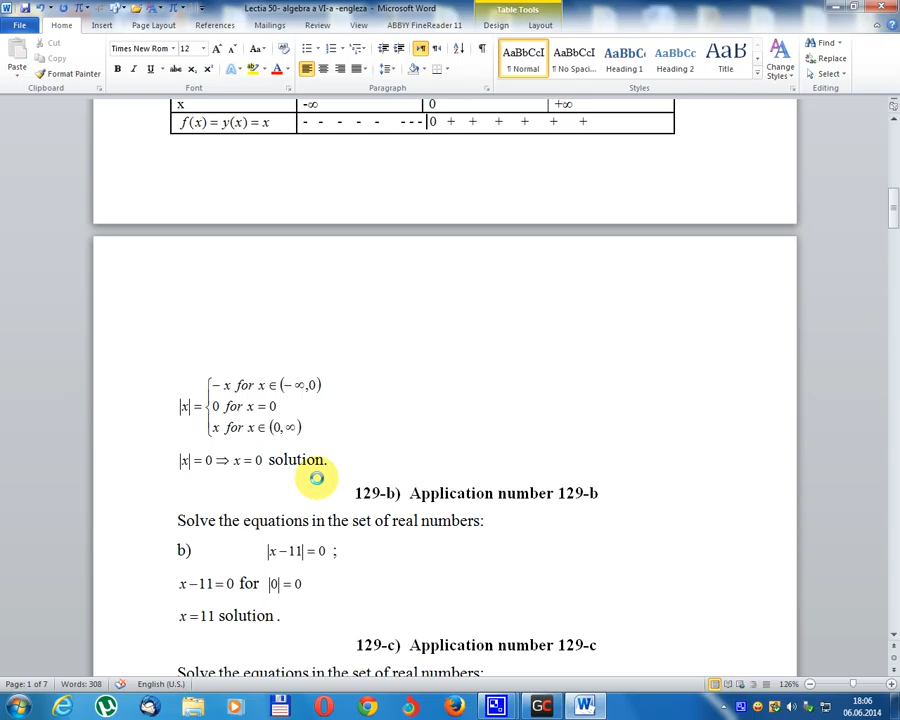 Lectia 50- algebra a VI-a -engleza - Microsoft Word
Table Tools
File Home Insert Page Layout References Mailings Review View ABBYY FineReader 11 Design Layout
Cut
Copy
Format Painter
Paste
Clipboard
Times New Rom 12
Font
Paragraph
AaBbCcI AaBbCcI AaBbC AaBbCc AaB
¶ Normal ¶ No Spaci... Heading 1 Heading 2 Title
Change Styles
Styles
Find
Replace
Select
Editing
x -∞ 0 +∞
f(x) = y(x) = x - - - - - - - - 0 + + + + + +
|x| = { - x for x ∈ (- ∞,0)
0 for x = 0
x for x ∈ (0, ∞)
|x| = 0 ⇒ x = 0 solution.
129-b) Application number 129-b
Solve the equations in the set of real numbers:
b) |x - 11| = 0 ;
x - 11 = 0 for |0| = 0
x = 11 solution .
129-c) Application number 129-c
Solve the equations in the set of real numbers:
Page: 1 of 7 Words: 308 English (U.S.) 126%
18:06
06.06.2014